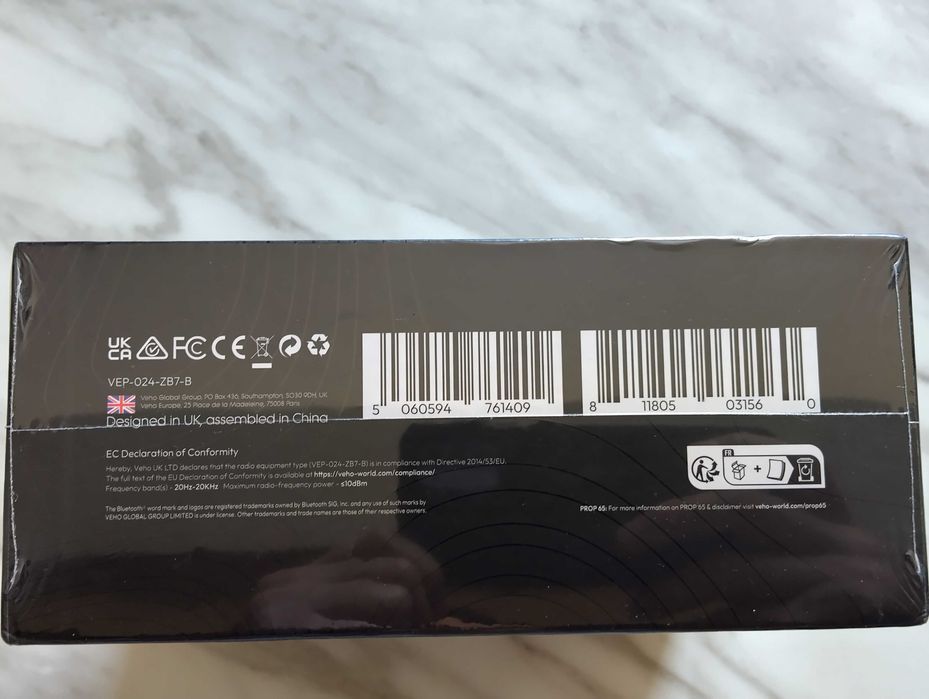 UK CA FC CE
VEP-024-ZB7-B
Veho Global Group, PO Box 436, Southampton, SO30 9DH, UK
Veho Europe, 25 Place de la Madeleine, 75008 Paris
Designed in UK, assembled in China
5 060594 761409
8 11805 03156 0
EC Declaration of Conformity
Hereby, Veho UK LTD declares that the radio equipment type (VEP-024-ZB7-B) is in compliance with Directive 2014/53/EU.
The full text of the EU Declaration of Conformity is available at https://veho-world.com/compliance/
Frequency band(s) - 20Hz-20KHz Maximum radio-frequency power - ≤10dBm
The Bluetooth® word mark and logos are registered trademarks owned by Bluetooth SIG, Inc. and any use of such marks by
VEHO GLOBAL GROUP LIMITED is under license. Other trademarks and trade names are those of their respective owners.
FR
+
PROP 65: For more information on PROP 65 & disclaimer visit veho-world.com/prop65